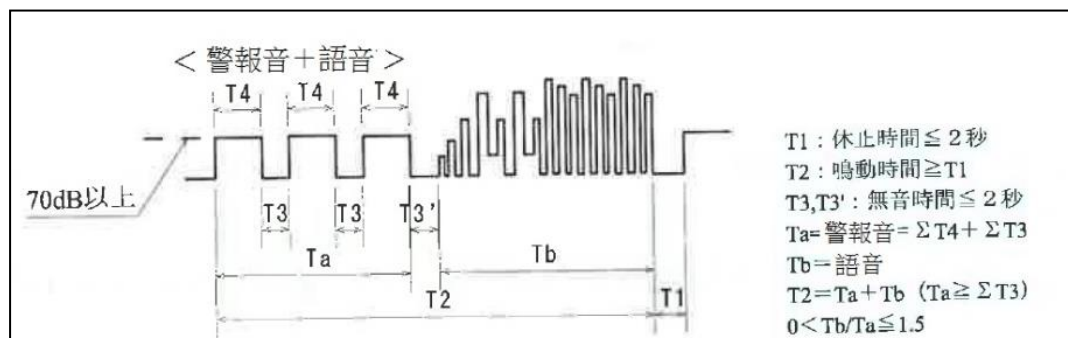 ＜警報音＋語音＞
T4 T4 T4
70dB以上
T3 T3 T3'
Ta Tb
T2 T1
T1：休止時間≦2秒
T2：鳴動時間≧T1
T3,T3'：無音時間≦2秒
Ta=警報音=ΣT4＋ΣT3
Tb=語音
T2=Ta+Tb (Ta≧ΣT3)
0<Tb/Ta≦1.5